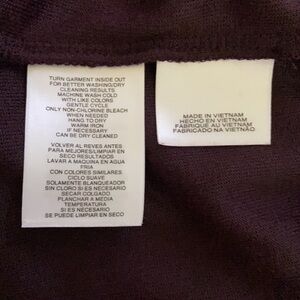 TURN GARMENT INSIDE OUT
FOR BETTER WASHING/DRY
CLEANING RESULTS
MACHINE WASH COLD
WITH LIKE COLORS
GENTLE CYCLE
ONLY NON-CHLORINE BLEACH
WHEN NEEDED
HANG TO DRY
WARM IRON
IF NECESSARY
CAN BE DRY CLEANED
VOLVER AL REVES ANTES
PARA MEJORES/LIMPIAR EN
SECO RESULTADOS
LAVAR A MAQUINA EN AGUA
FRIA
CON COLORES SIMILARES
CICLO SUAVE
SOLAMENTE BLANQUEADOR
SIN CLORO SI ES NECESARIO
SECAR COLGADO
PLANCHAR A MEDIA
TEMPERATURA
SI ES NECESARIO
SE PUEDE LIMPIAR EN SECO
MADE IN VIETNAM
HECHO EN VIETNAM
FABRIQUE AU VIETNAM
FABRICADO NA VIETNÃO